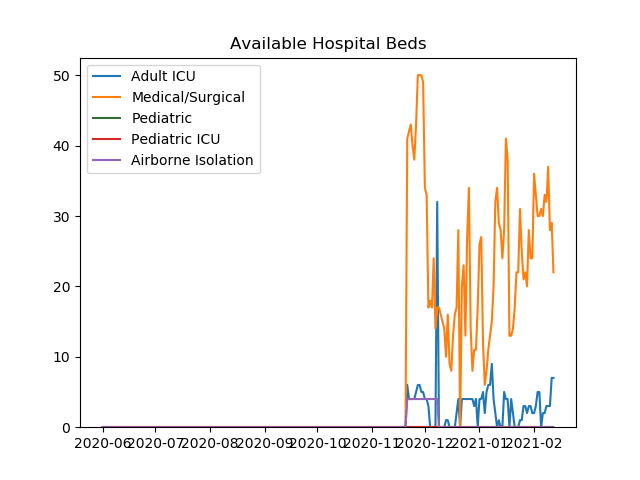 Available Hospital Beds
Adult ICU
Medical/Surgical
Pediatric
Pediatric ICU
Airborne Isolation
50
40
30
20
10
0
2020-06 2020-07 2020-08 2020-09 2020-10 2020-11 2020-12 2021-01 2021-02